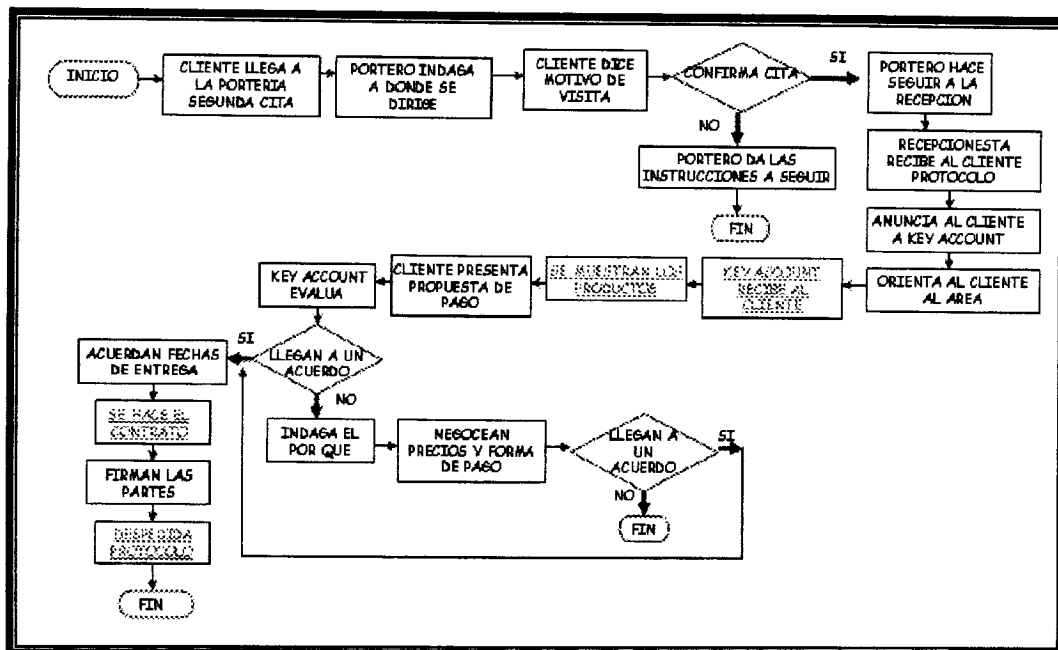 INICIO
CLIENTE LLEGA A
LA PORTERIA
SEGUNDA CITA
PORTERO INDAGA
A DONDE SE
DIRIGE
CLIENTE DICE
MOTIVO DE
VISITA
CONFIRMA CITA
SI
PORTERO HACE
SEGUIR A LA
RECEPCION
NO
PORTERO DA LAS
INSTRUCCIONES A SEGUIR
FIN
RECEPCIONESTA
RECIBE AL CLIENTE
PROTOCOLO
ANUNCIA AL CLIENTE
A KEY ACCOUNT
ORIENTA AL CLIENTE
AL AREA
KEY ACCOUNT
RECIBE AL
CLIENTE
SE MUESTRAN LOS
PRODUCTOS
CLIENTE PRESENTA
PROPUESTA DE
PAGO
KEY ACCOUNT
EVALUA
LLEGAN A UN
ACUERDO
SI
ACUERDAN FECHAS
DE ENTREGA
SE HACE EL
CONTRATO
FIRMAN LAS
PARTES
DESPEDIDA
PROTOCOLO
FIN
NO
INDAGA EL
POR QUE
NEGOCEAN
PRECIOS Y FORMA
DE PAGO
LLEGAN A
UN
ACUERDO
SI
NO
FIN